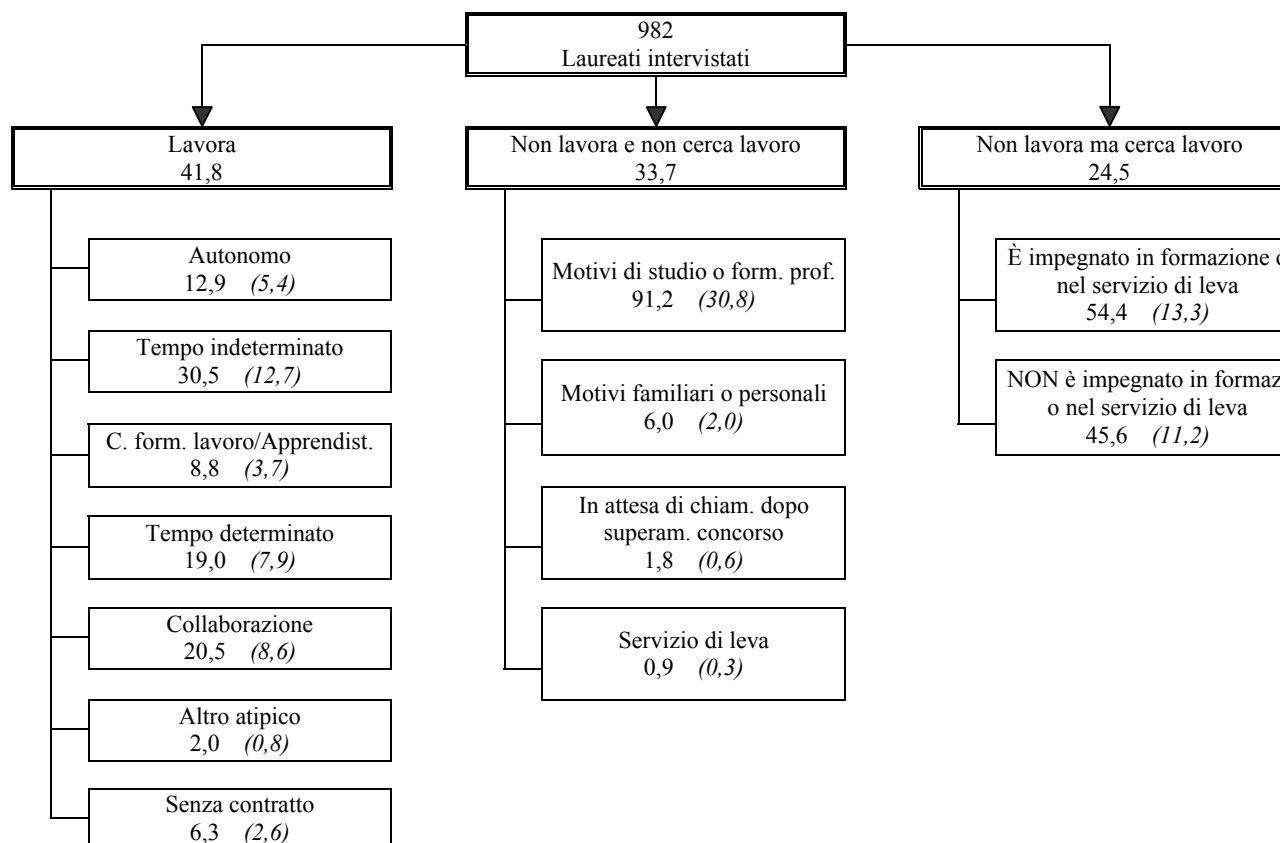 982
Laureati intervistati
Lavora
41,8
Autonomo
12,9 (5,4)
Tempo indeterminato
30,5 (12,7)
C. form. lavoro/Apprendist.
8,8 (3,7)
Tempo determinato
19,0 (7,9)
Collaborazione
20,5 (8,6)
Altro atipico
2,0 (0,8)
Senza contratto
6,3 (2,6)
Non lavora e non cerca lavoro
33,7
Motivi di studio o form. prof.
91,2 (30,8)
Motivi familiari o personali
6,0 (2,0)
In attesa di chiam. dopo
superam. concorso
1,8 (0,6)
Servizio di leva
0,9 (0,3)
Non lavora ma cerca lavoro
24,5
È impegnato in formazione
nel servizio di leva
54,4 (13,3)
NON è impegnato in
o nel servizio di leva
45,6 (11,2)